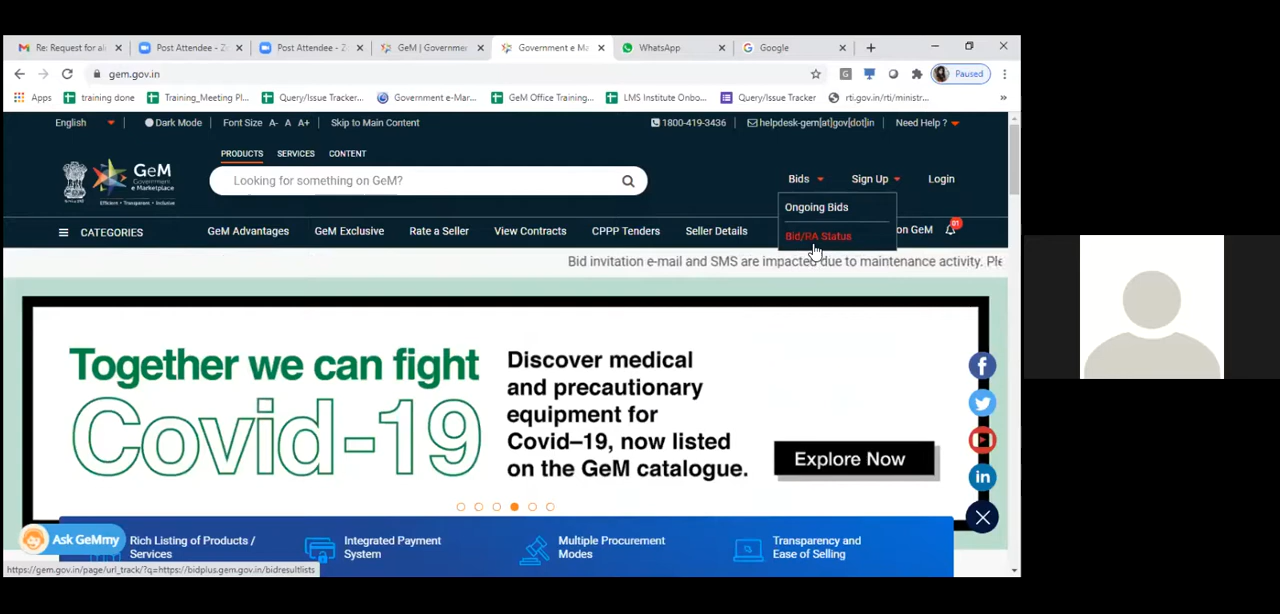 Re: Request for al
Post Attendee - Z
Post Attendee - Z
GeM | Governme
Government e Ma
WhatsApp
Google
gem.gov.in
Paused
Apps
training done
Training_Meeting Pl...
Query/Issue Tracker...
Government e-Mar...
GeM Office Training...
LMS Institute Onbo...
Query/Issue Tracker
rti.gov.in/rti/ministr...
English
Dark Mode
Font Size A- A A+
Skip to Main Content
1800-419-3436
helpdesk-gem[at]gov[dot]in
Need Help ?
PRODUCTS SERVICES CONTENT
GeM
Government
e Marketplace
Efficient • Transparent • Inclusive
Looking for something on GeM?
Bids
Sign Up
Login
Ongoing Bids
Bid/RA Status
CATEGORIES
GeM Advantages
GeM Exclusive
Rate a Seller
View Contracts
CPPP Tenders
Seller Details
on GeM
01
Bid invitation e-mail and SMS are impacted due to maintenance activity. Ple
Together we can fight
Covid-19
Discover medical
and precautionary
equipment for
Covid–19, now listed
on the GeM catalogue.
Explore Now
Ask GeMmy
Rich Listing of Products /
Services
Integrated Payment
System
Multiple Procurement
Modes
Transparency and
Ease of Selling
https://gem.gov.in/page/url_track/?q=https://bidplus.gem.gov.in/bidresultlists